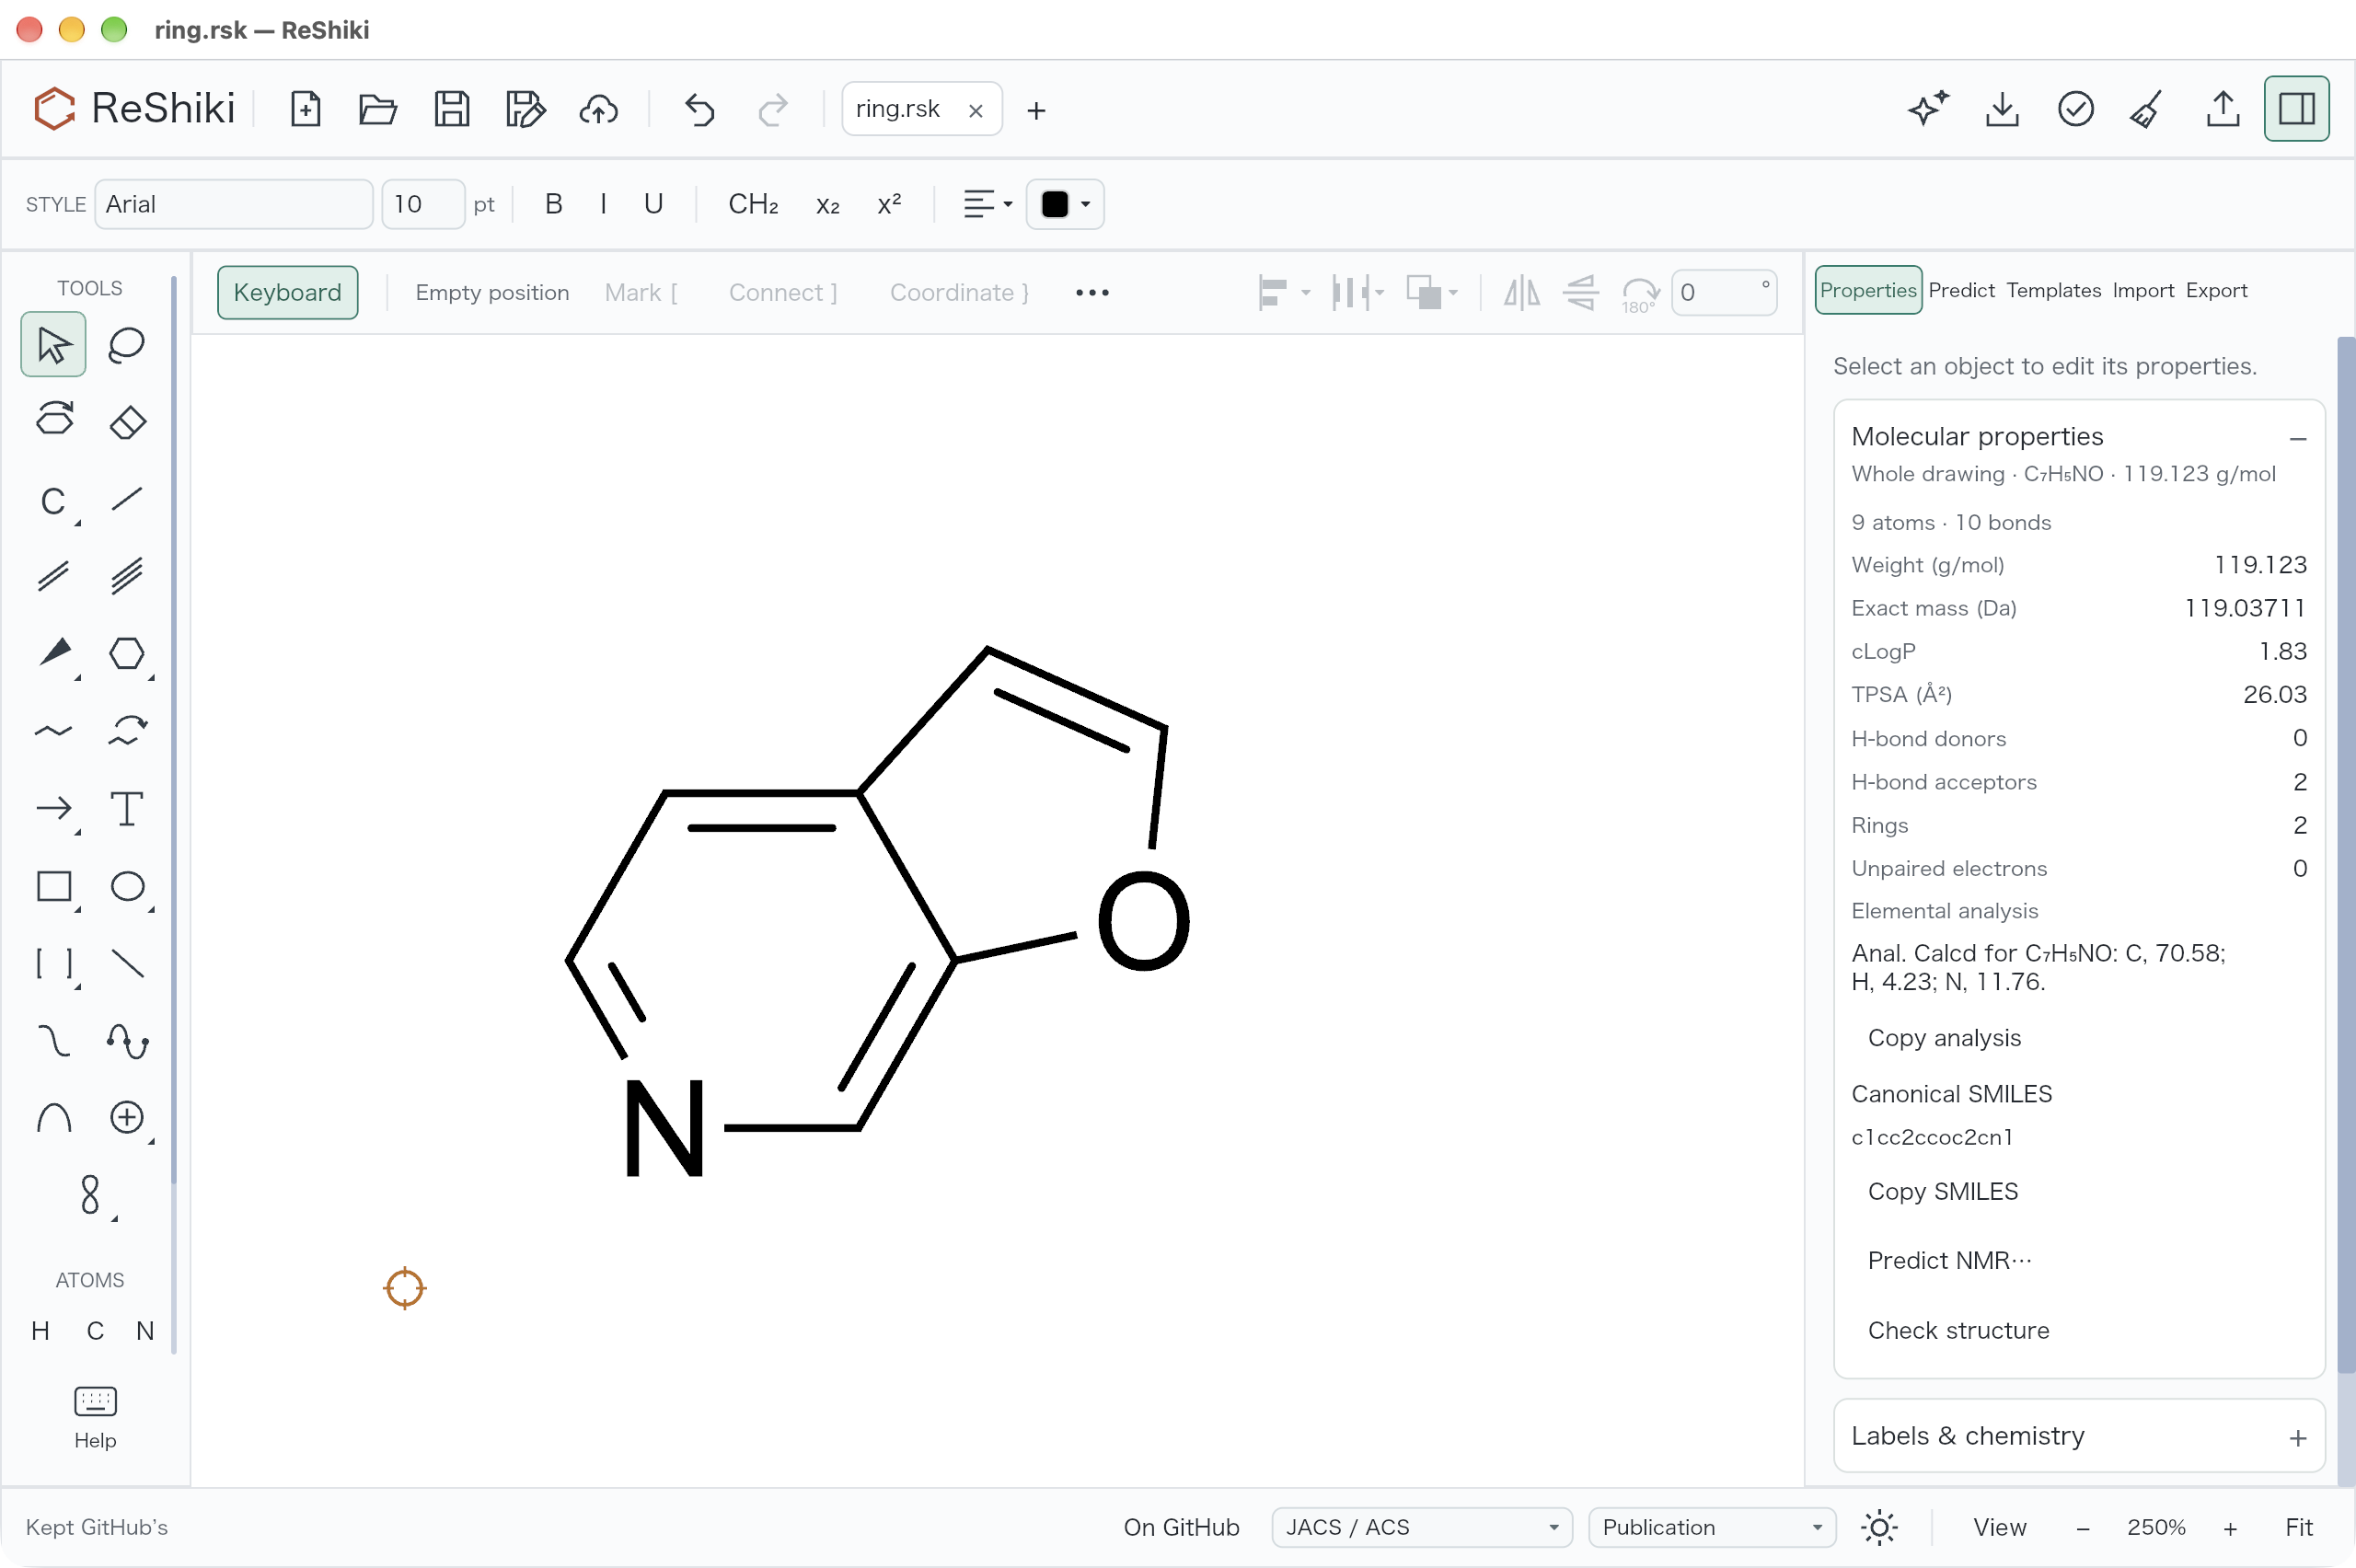 ring.rsk — ReShiki
ReShiki
ring.rsk × +
STYLE Arial 10 pt B I U CH₂ x₂ x²
TOOLS
Keyboard Empty position Mark [ Connect ] Coordinate } ••• 180° 0 °
Properties Predict Templates Import Export
Select an object to edit its properties.
Molecular properties −
Whole drawing · C₇H₅NO · 119.123 g/mol
9 atoms · 10 bonds
Weight (g/mol) 119.123
Exact mass (Da) 119.03711
cLogP 1.83
TPSA (Å²) 26.03
H-bond donors 0
H-bond acceptors 2
Rings 2
Unpaired electrons 0
Elemental analysis
Anal. Calcd for C₇H₅NO: C, 70.58;
H, 4.23; N, 11.76.
Copy analysis
Canonical SMILES
c1cc2ccoc2cn1
Copy SMILES
Predict NMR⋯
Check structure
Labels & chemistry +
C
T
[ ]
O
N
ATOMS
H C N
Help
Kept GitHub’s
On GitHub JACS / ACS Publication View − 250% + Fit